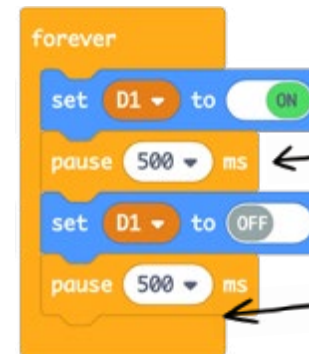 forever
set D1 to ON
pause 500 ms
set D1 to OFF
pause 500 ms